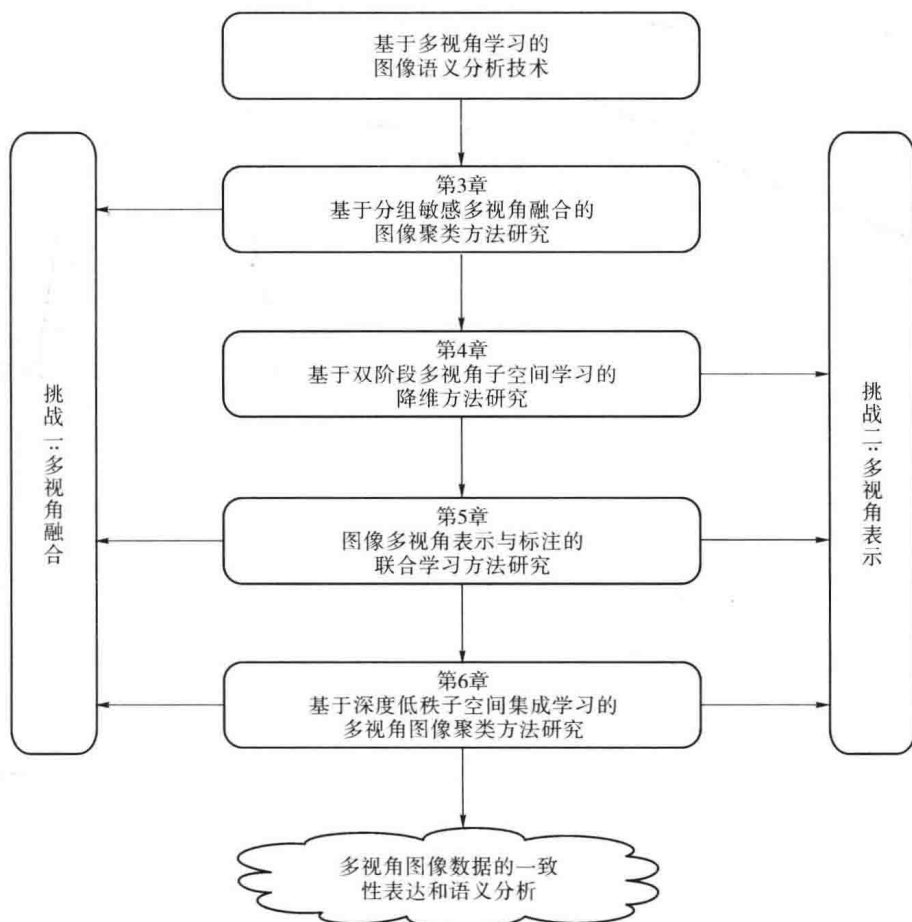 基于多视角学习的
图像语义分析技术
第3章
基于分组敏感多视角融合的
图像聚类方法研究
第4章
基于双阶段多视角子空间学习的
降维方法研究
挑战一:多视角融合
挑战二:多视角表示
第5章
图像多视角表示与标注的
联合学习方法研究
第6章
基于深度低秩子空间集成学习的
多视角图像聚类方法研究
多视角图像数据的一致
性表达和语义分析